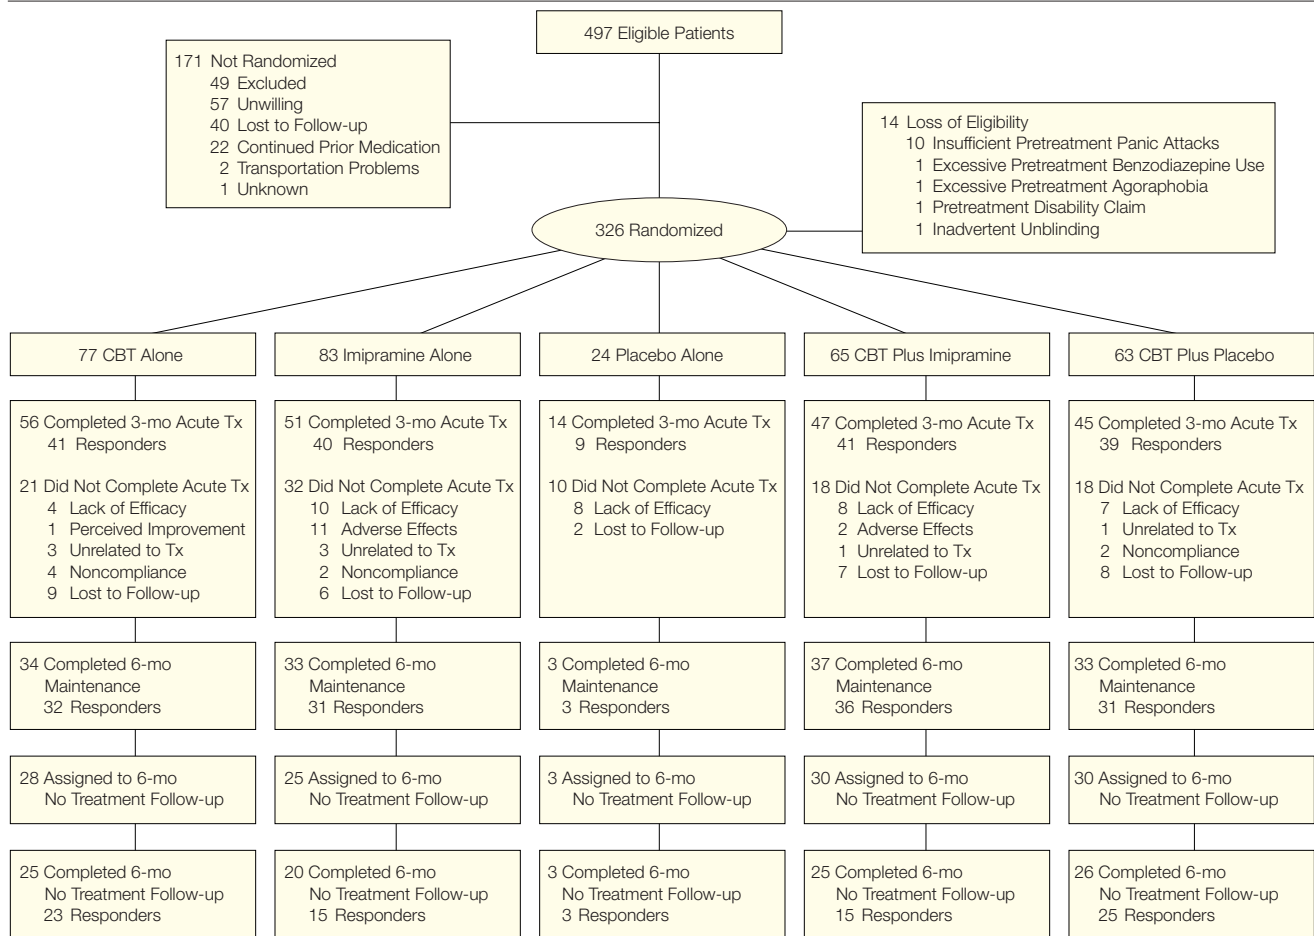 497 Eligible Patients
171 Not Randomized
49 Excluded
57 Unwilling
40 Lost to Follow-up
22 Continued Prior Medication
2 Transportation Problems
1 Unknown
14 Loss of Eligibility
10 Insufficient Pretreatment Panic Attacks
1 Excessive Pretreatment Benzodiazepine Use
1 Excessive Pretreatment Agoraphobia
1 Pretreatment Disability Claim
1 Inadvertent Unblinding
326 Randomized
77 CBT Alone
56 Completed 3-mo Acute Tx
41 Responders
21 Did Not Complete Acute Tx
4 Lack of Efficacy
1 Perceived Improvement
3 Unrelated to Tx
4 Noncompliance
9 Lost to Follow-up
34 Completed 6-mo
Maintenance
32 Responders
28 Assigned to 6-mo
No Treatment Follow-up
25 Completed 6-mo
No Treatment Follow-up
23 Responders
83 Imipramine Alone
51 Completed 3-mo Acute Tx
40 Responders
32 Did Not Complete Acute Tx
10 Lack of Efficacy
11 Adverse Effects
3 Unrelated to Tx
2 Noncompliance
6 Lost to Follow-up
33 Completed 6-mo
Maintenance
31 Responders
25 Assigned to 6-mo
No Treatment Follow-up
20 Completed 6-mo
No Treatment Follow-up
15 Responders
24 Placebo Alone
14 Completed 3-mo Acute Tx
9 Responders
10 Did Not Complete Acute Tx
8 Lack of Efficacy
2 Lost to Follow-up
3 Completed 6-mo
Maintenance
3 Responders
3 Assigned to 6-mo
No Treatment Follow-up
3 Completed 6-mo
No Treatment Follow-up
3 Responders
65 CBT Plus Imipramine
47 Completed 3-mo Acute Tx
41 Responders
18 Did Not Complete Acute Tx
8 Lack of Efficacy
2 Adverse Effects
1 Unrelated to Tx
7 Lost to Follow-up
37 Completed 6-mo
Maintenance
36 Responders
30 Assigned to 6-mo
No Treatment Follow-up
25 Completed 6-mo
No Treatment Follow-up
15 Responders
63 CBT Plus Placebo
45 Completed 3-mo Acute Tx
39 Responders
18 Did Not Complete Acute Tx
7 Lack of Efficacy
1 Unrelated to Tx
2 Noncompliance
8 Lost to Follow-up
33 Completed 6-mo
Maintenance
31 Responders
30 Assigned to 6-mo
No Treatment Follow-up
26 Completed 6-mo
No Treatment Follow-up
25 Responders